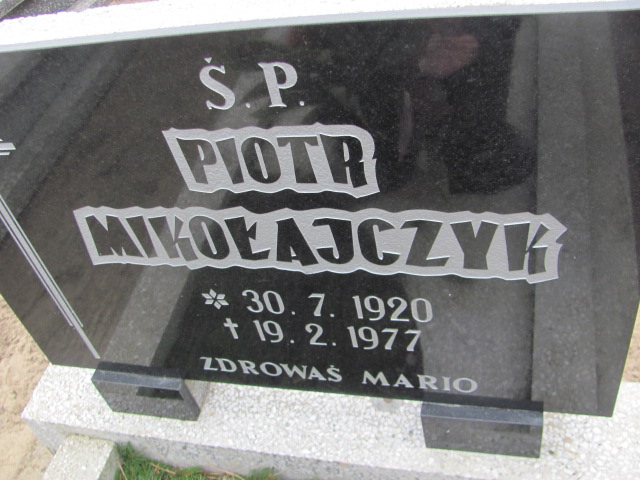 Ś.P.
PIOTR
MIKOŁAJCZYK
* 30.7.1920
✝ 19.2.1977
ZDROWAŚ MARIO